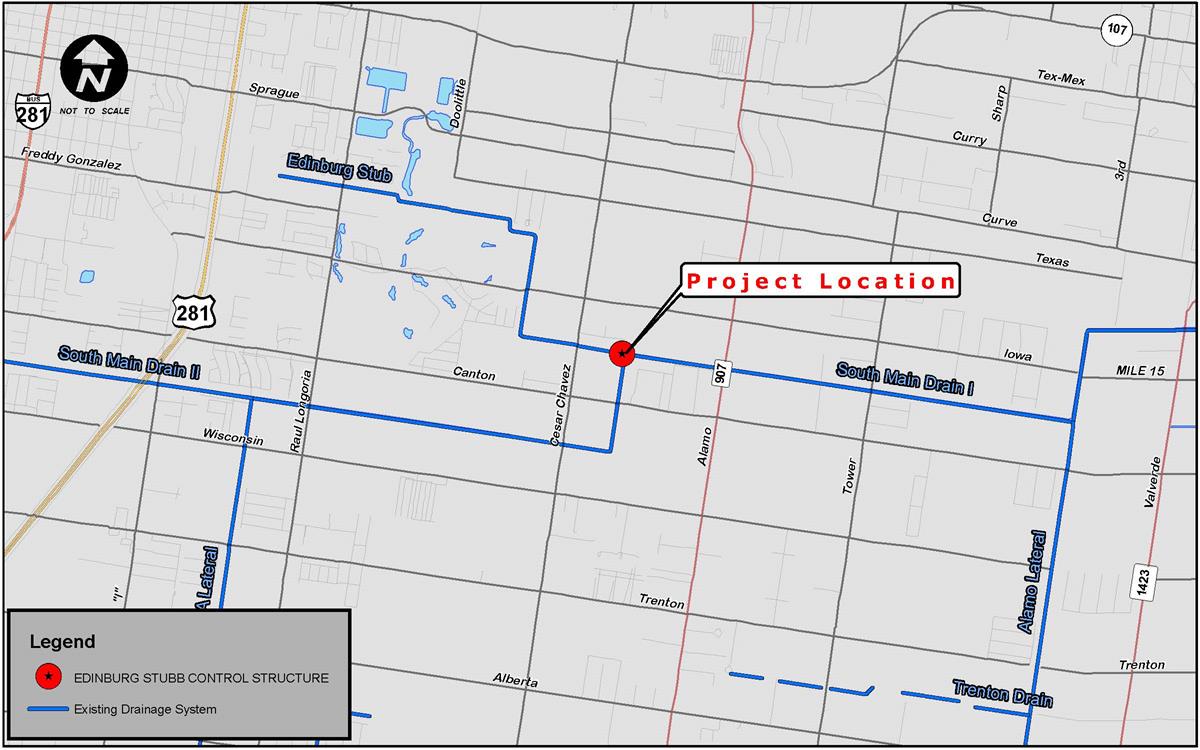 107
Tex-Mex
Sprague
Doolittle
Sharp
N
NOT TO SCALE
BUS
281
Curry
3rd
Freddy Gonzalez
Edinburg Stub
Curve
Texas
Project Location
281
Iowa
South Main Drain II
Canton
907
South Main Drain I
MILE 15
Raul Longoria
Cesar Chavez
Wisconsin
Alamo
Tower
Valverde
A Lateral
Alamo Lateral
1423
"I"
Trenton
Legend
EDINBURG STUBB CONTROL STRUCTURE
Existing Drainage System
Alberta
Trenton
Trenton Drain